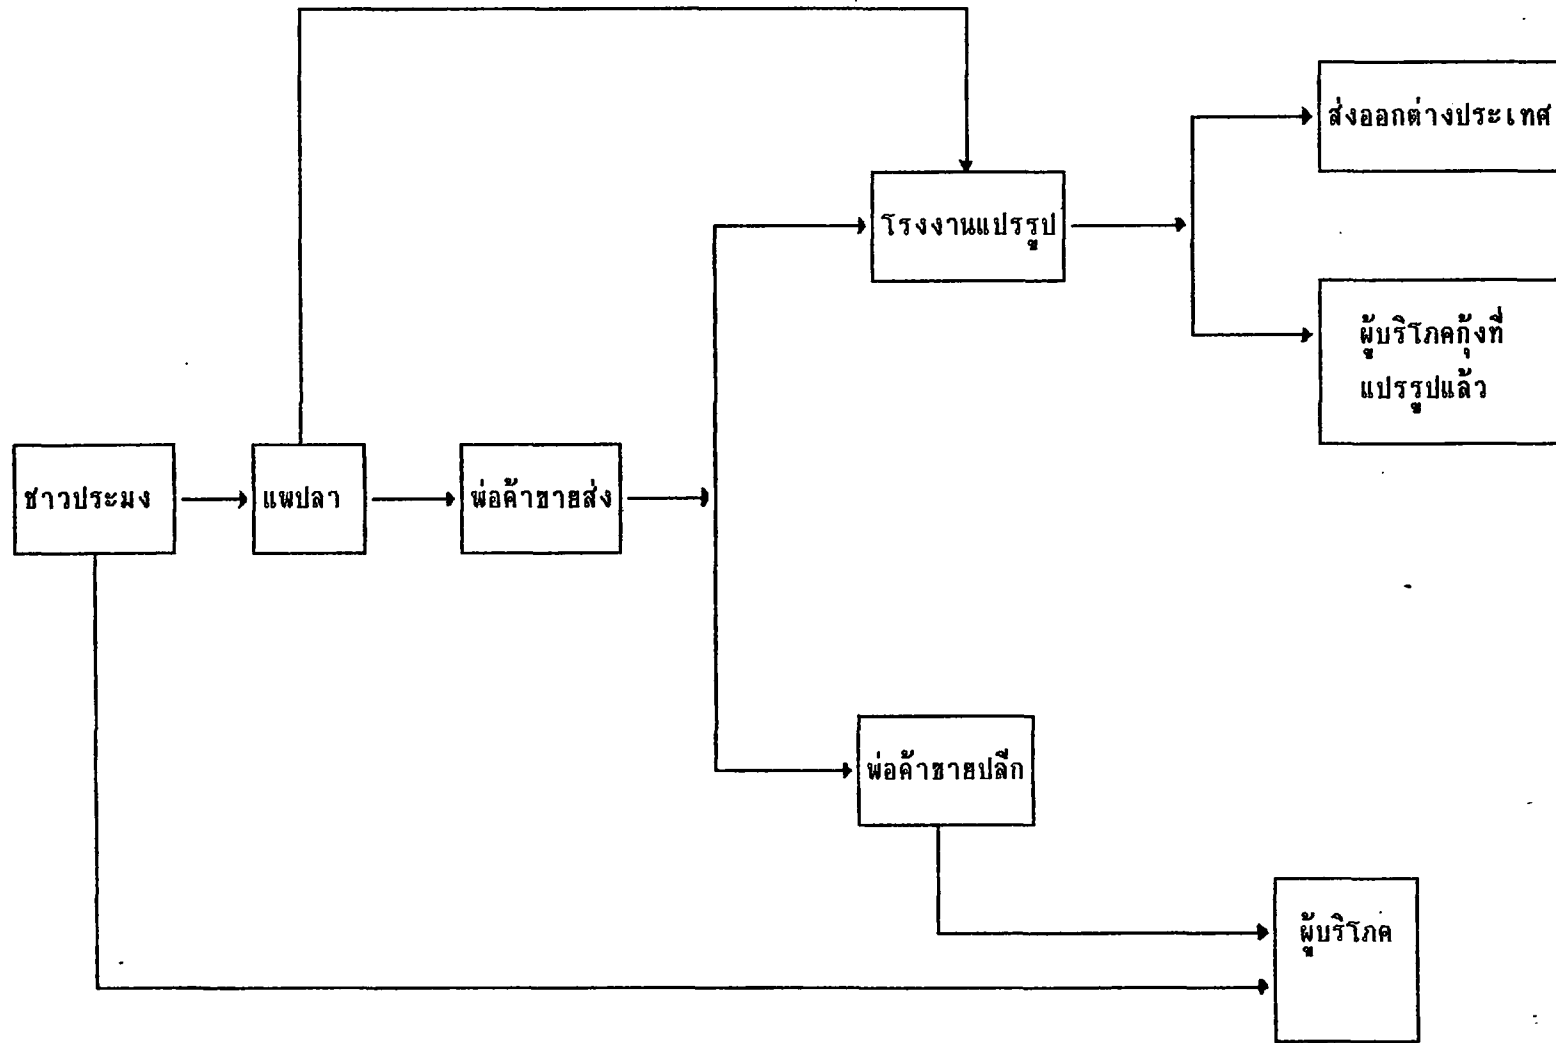 ส่งออกต่างประเทศ
โรงงานแปรรูป
ผู้บริโภคกุ้งที่
แปรรูปแล้ว
ชาวประมง
แพปลา
พ่อค้าขายส่ง
พ่อค้าขายปลีก
ผู้บริโภค